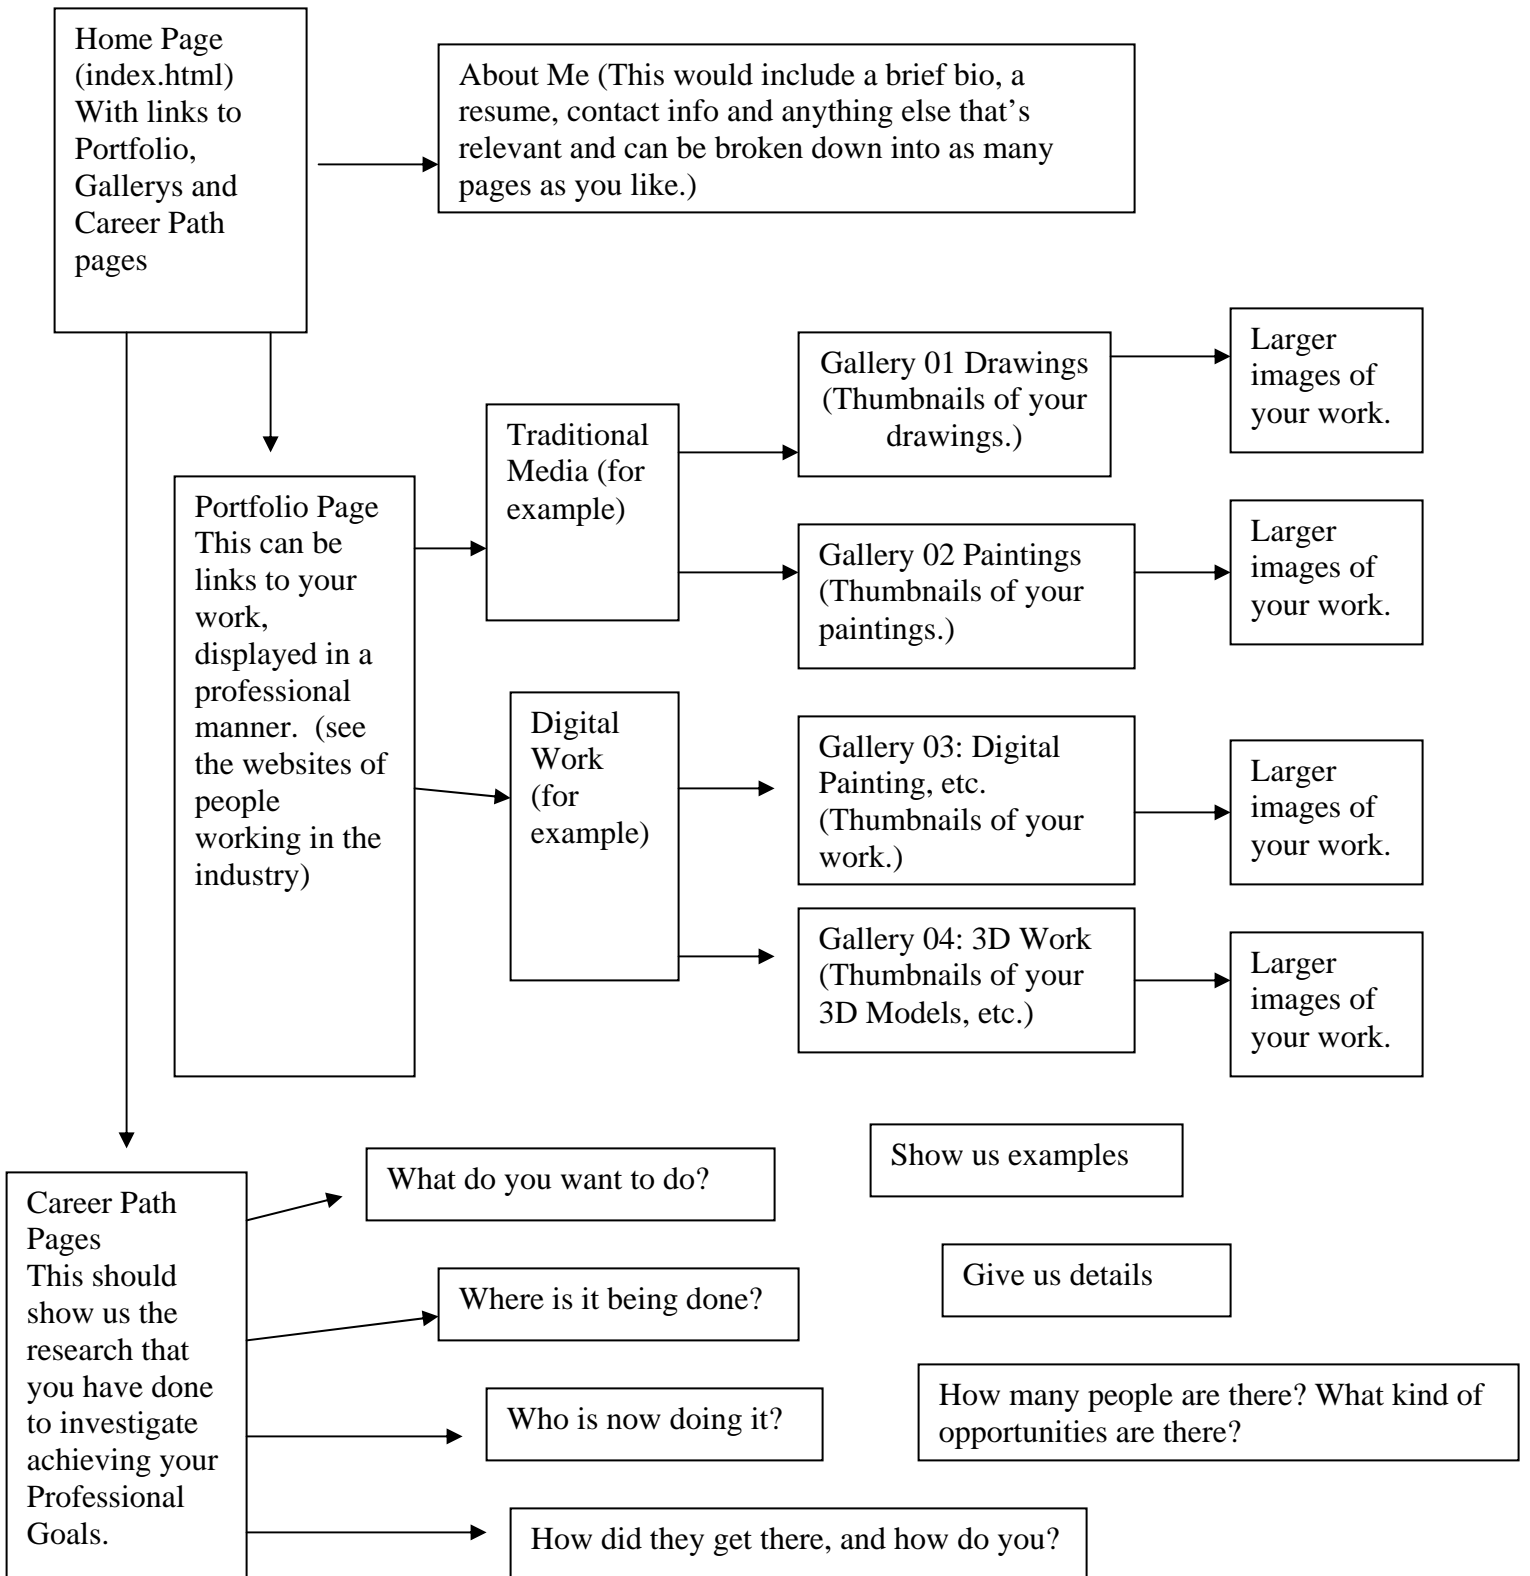 Home Page
(index.html)
With links to
Portfolio,
Gallerys and
Career Path
pages
About Me (This would include a brief bio, a
resume, contact info and anything else that’s
relevant and can be broken down into as many
pages as you like.)
Portfolio Page
This can be
links to your
work,
displayed in a
professional
manner.  (see
the websites of
people
working in the
industry)
Traditional
Media (for
example)
Gallery 01 Drawings
(Thumbnails of your
drawings.)
Larger
images of
your work.
Gallery 02 Paintings
(Thumbnails of your
paintings.)
Larger
images of
your work.
Digital
Work
(for
example)
Gallery 03: Digital
Painting, etc.
(Thumbnails of your
work.)
Larger
images of
your work.
Gallery 04: 3D Work
(Thumbnails of your
3D Models, etc.)
Larger
images of
your work.
Career Path
Pages
This should
show us the
research that
you have done
to investigate
achieving your
Professional
Goals.
What do you want to do?
Show us examples
Where is it being done?
Give us details
Who is now doing it?
How many people are there? What kind of
opportunities are there?
How did they get there, and how do you?